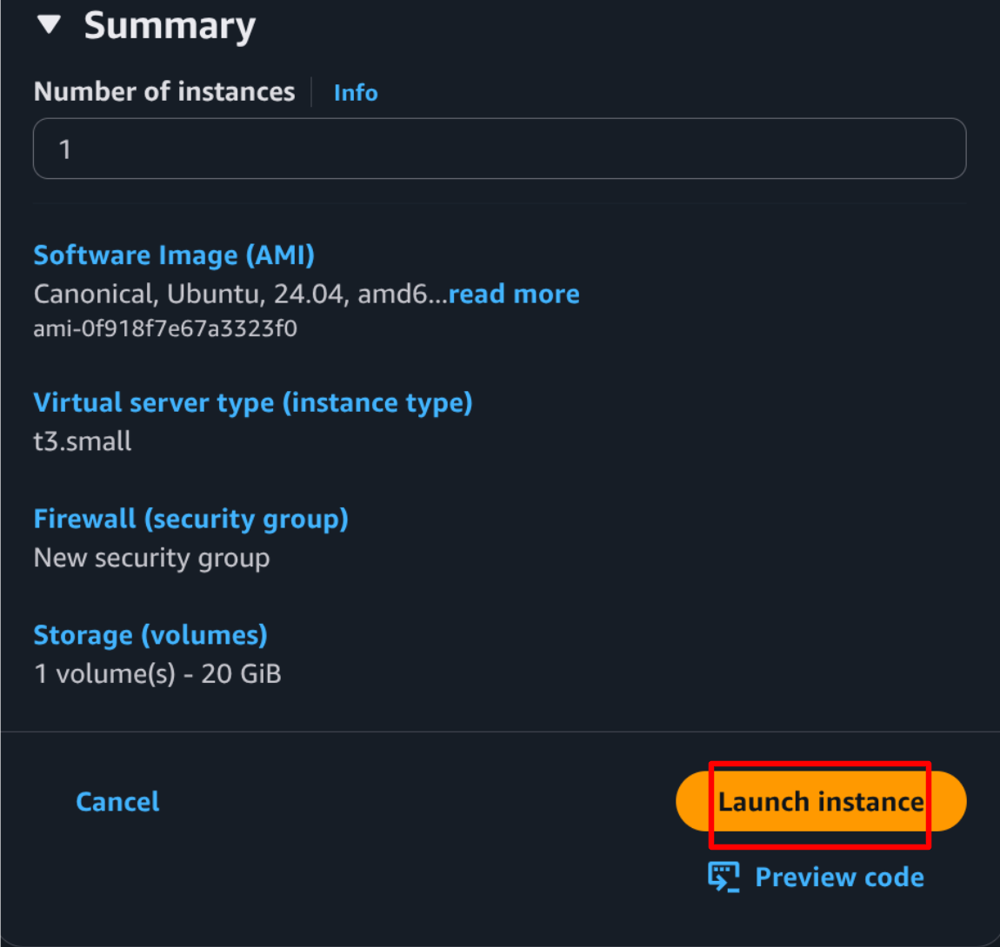 Summary
Number of instances Info
1
Software Image (AMI)
Canonical, Ubuntu, 24.04, amd6...read more
ami-0f918f7e67a3323f0
Virtual server type (instance type)
t3.small
Firewall (security group)
New security group
Storage (volumes)
1 volume(s) - 20 GiB
Cancel Launch instance
Preview code